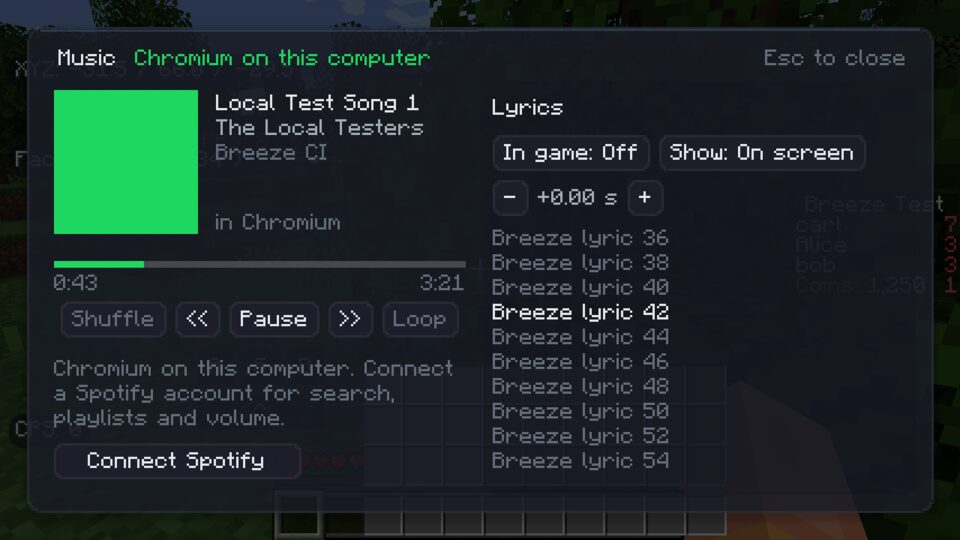 Music Chromium on this computer
Esc to close
Local Test Song 1
The Local Testers
Breeze CI
in Chromium
0:43
3:21
Shuffle
<<
Pause
>>
Loop
Chromium on this computer. Connect
a Spotify account for search,
playlists and volume.
Connect Spotify
Lyrics
In game: Off
Show: On screen
- +0.00 s +
Breeze lyric 36
Breeze lyric 38
Breeze lyric 40
Breeze lyric 42
Breeze lyric 44
Breeze lyric 46
Breeze lyric 48
Breeze lyric 50
Breeze lyric 52
Breeze lyric 54
Breeze Test
carl 7
Alice 3
bob 3
Coins: 1,250 1